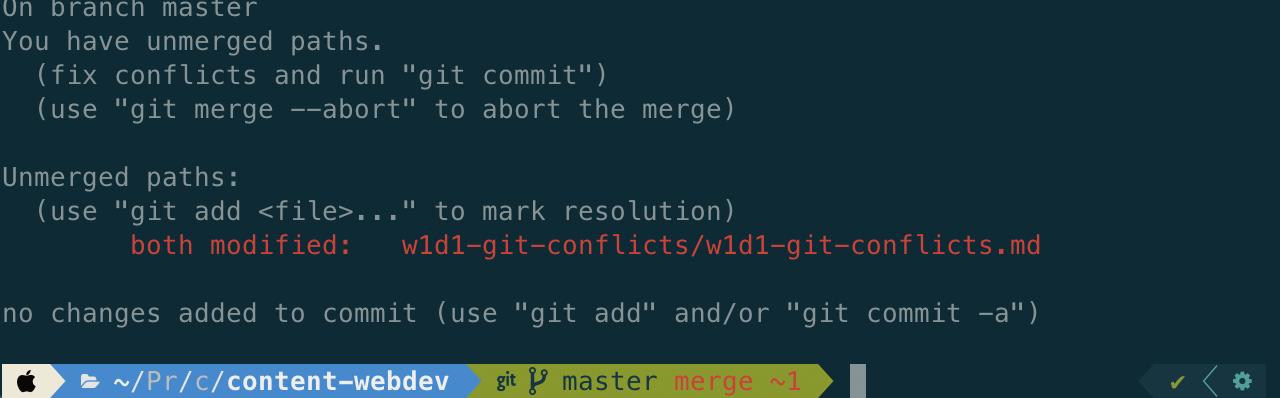 On branch master
You have unmerged paths.
  (fix conflicts and run "git commit")
  (use "git merge --abort" to abort the merge)

Unmerged paths:
  (use "git add <file>..." to mark resolution)
        both modified:   w1d1-git-conflicts/w1d1-git-conflicts.md

no changes added to commit (use "git add" and/or "git commit -a")

~/Pr/c/content-webdev git master merge ~1 ✔